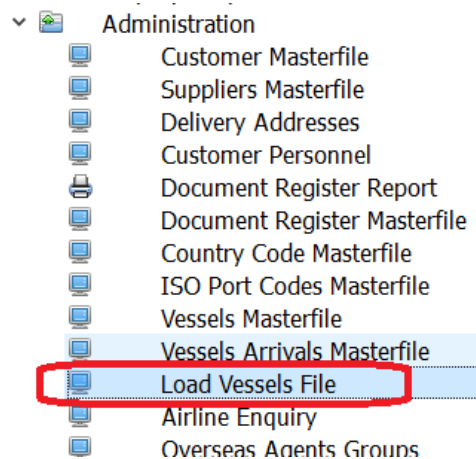 Administration
Customer Masterfile
Suppliers Masterfile
Delivery Addresses
Customer Personnel
Document Register Report
Document Register Masterfile
Country Code Masterfile
ISO Port Codes Masterfile
Vessels Masterfile
Vessels Arrivals Masterfile
Load Vessels File
Airline Enquiry
Overseas Agents Groups